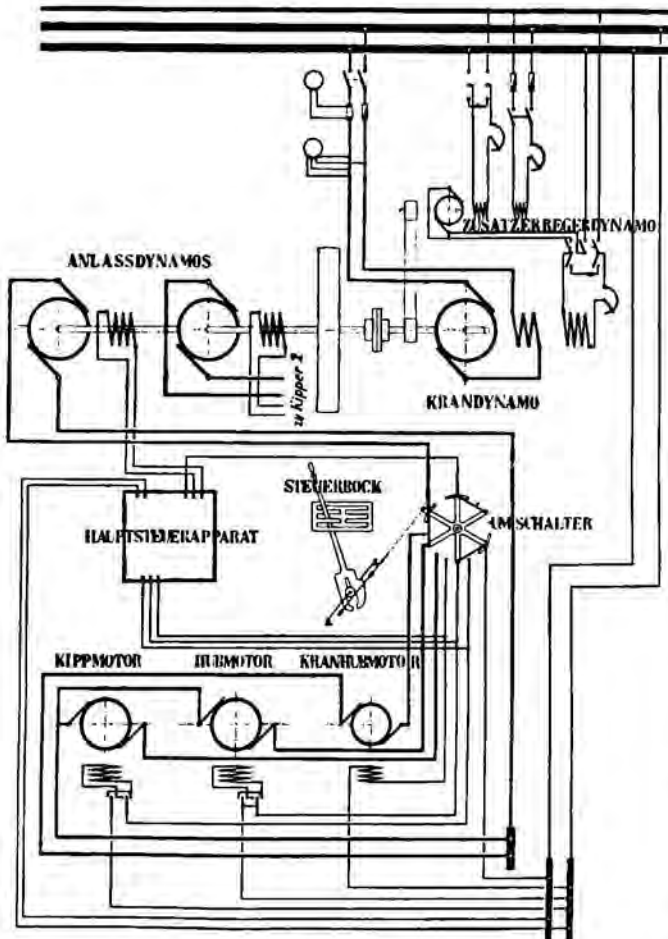 ZUSATZERREGERDYNAMO
ANLASSDYNAMOS
zu Kipper 2
KRANDYNAMO
STEUERBOCK
UMSCHALTER
HAUPTSTEUERAPPARAT
KIPPMOTOR HUBMOTOR KRANHUBMOTOR